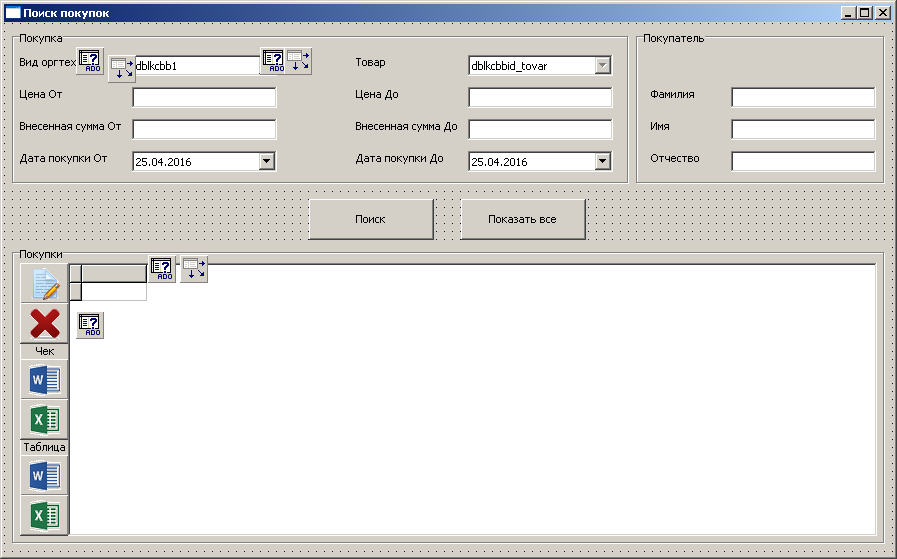 Поиск покупок
Покупка
Покупатель
Вид оргтех
? ADO
dblkcbb1
? ADO
Товар
dblkcbbid_tovar
Цена От
Цена До
Фамилия
Внесенная сумма От
Внесенная сумма До
Имя
Дата покупки От
25.04.2016
Дата покупки До
25.04.2016
Отчество
Поиск
Показать все
Покупки
? ADO
? ADO
Чек
W
X
Таблица
W
X